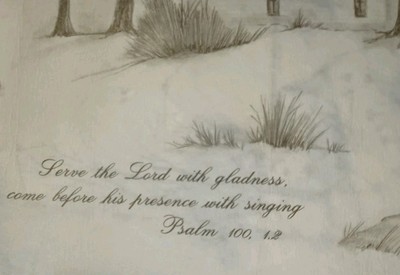 Serve the Lord with gladness,
come before his presence with singing
Psalm 100, 1,2